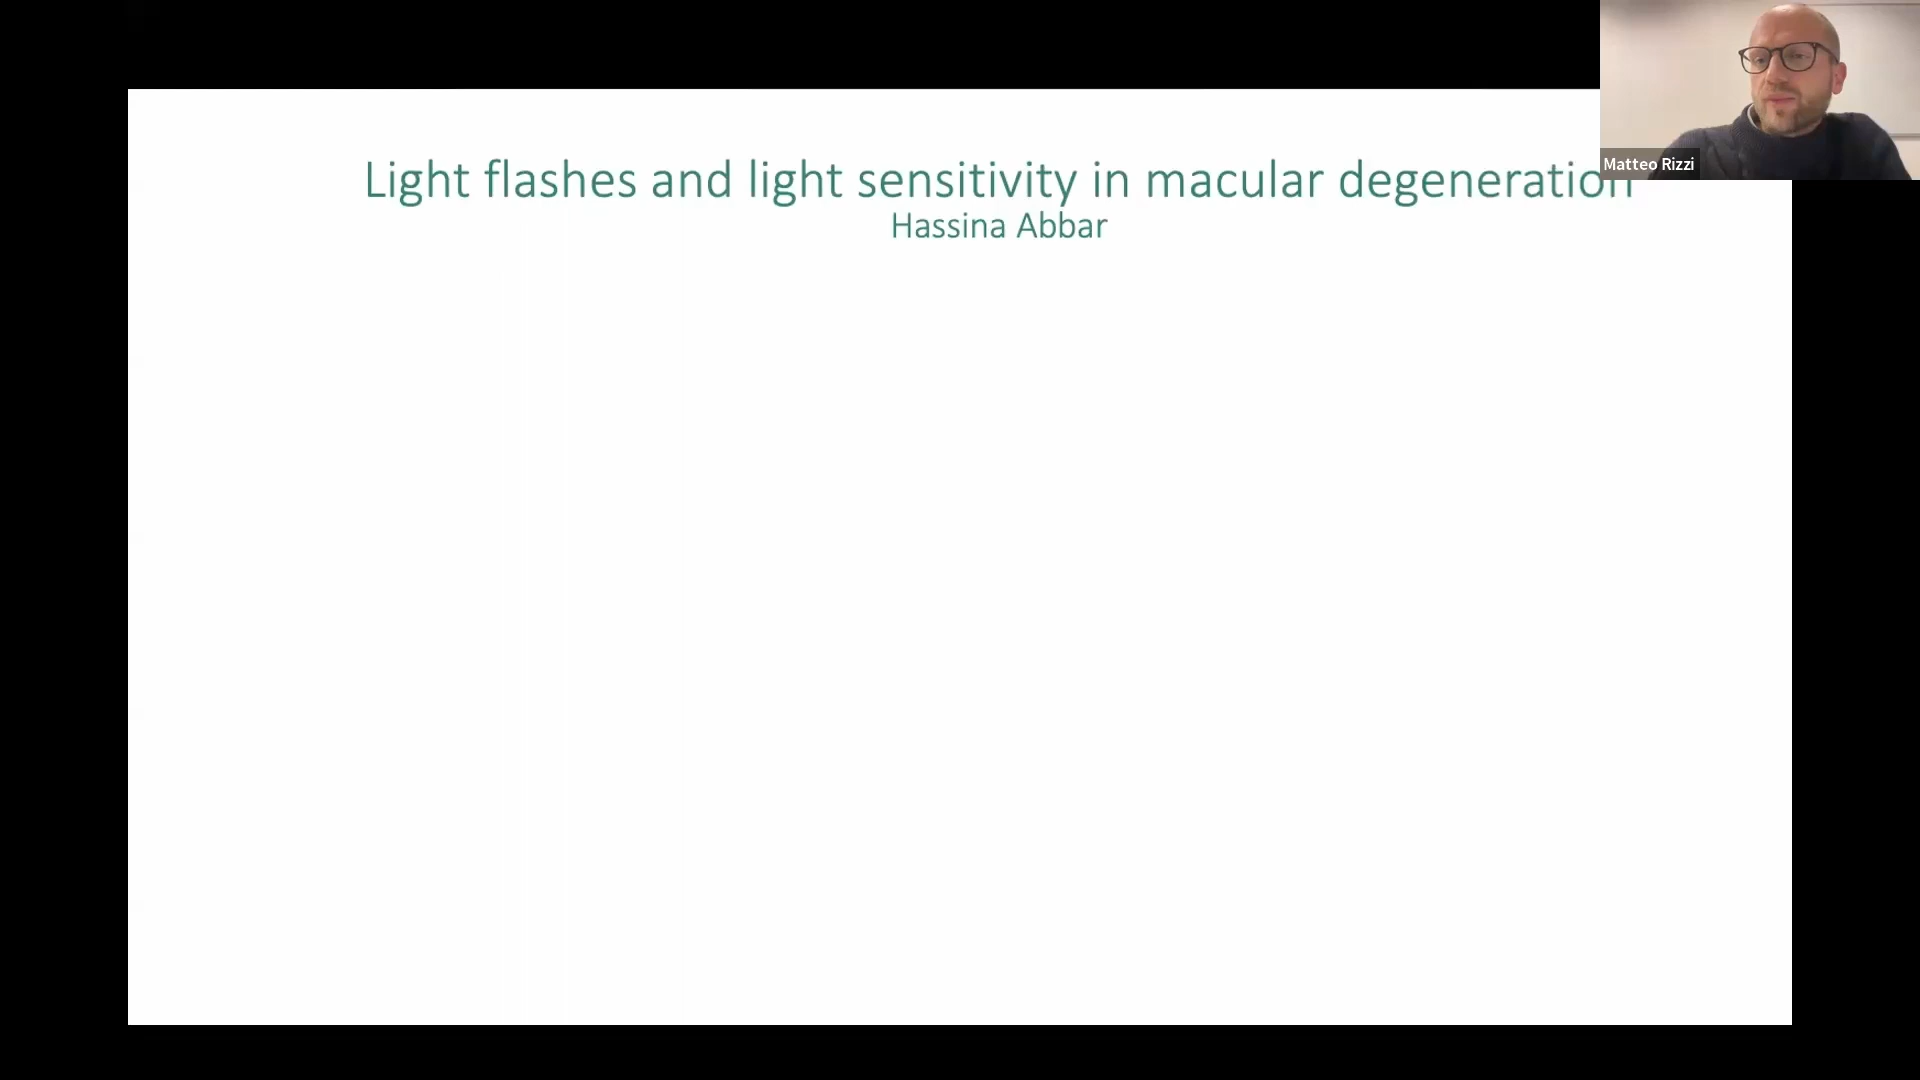 Light flashes and light sensitivity in macular degeneration
Hassina Abbar
Matteo Rizzi